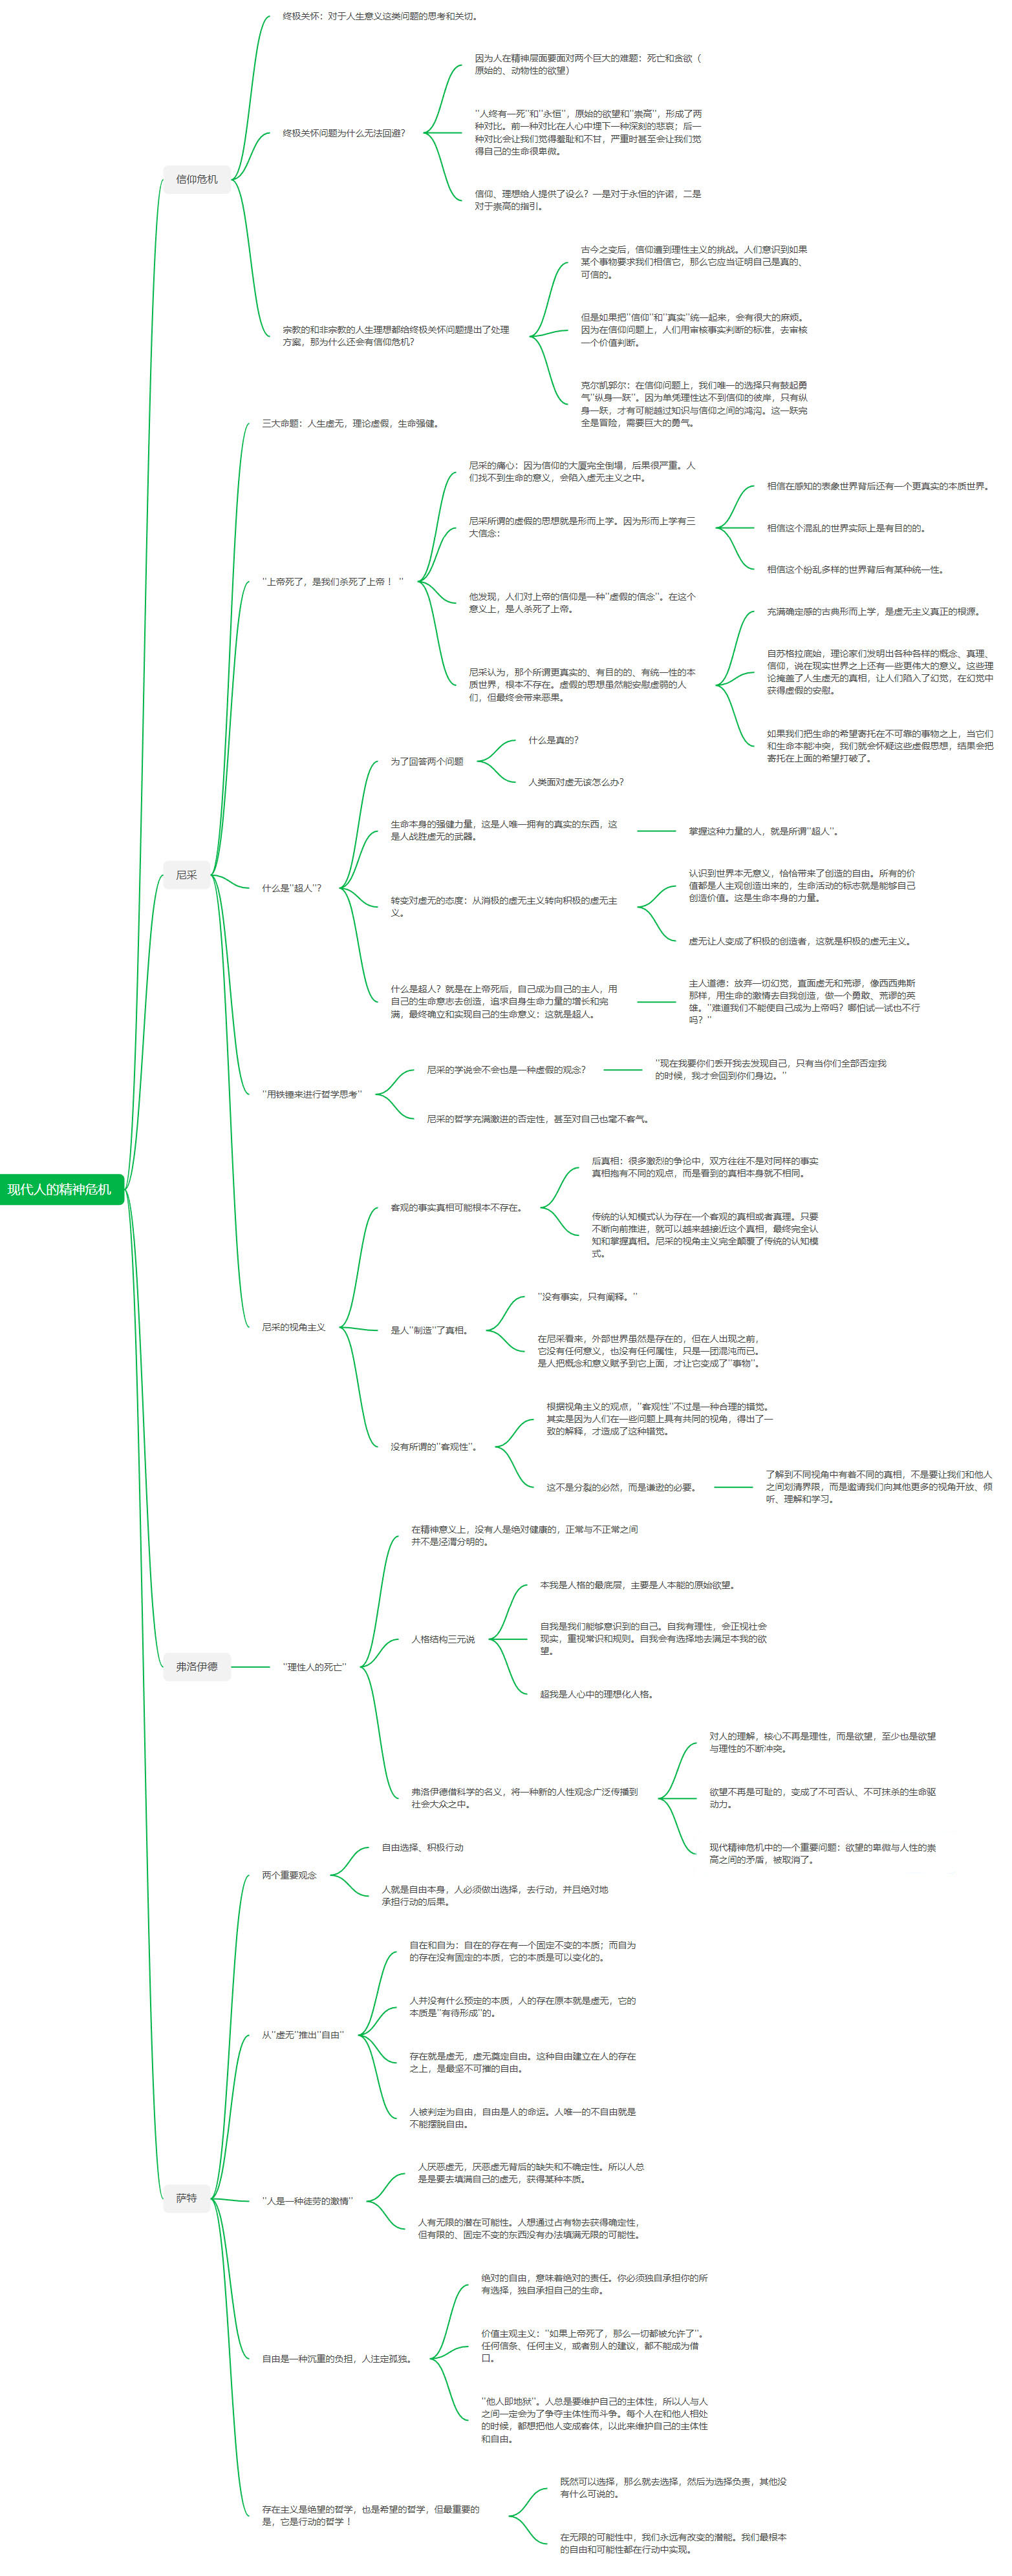 现代人的精神危机
信仰危机
终极关怀：对于人生意义这类问题的思考和关切。
终极关怀问题为什么无法回避？
因为人在精神层面要面对两个巨大的难题：死亡和贪欲（
原始的、动物性的欲望）
“人终有一死”和“永恒”，原始的欲望和“崇高”，形成了两
种对比。前一种对比在人心中埋下一种深刻的悲哀；后一
种对比会让我们觉得羞耻和不甘，严重时甚至会让我们觉
得自己的生命很卑微。
信仰、理想给人提供了设么？一是对于永恒的许诺，二是
对于崇高的指引。
宗教的和非宗教的人生理想都给终极关怀问题提出了处理
方案，那为什么还会有信仰危机？
古今之变后，信仰遭到理性主义的挑战。人们意识到如果
某个事物要求我们相信它，那么它应当证明自己是真的、
可信的。
但是如果把“信仰”和“真实”统一起来，会有很大的麻烦。
因为在信仰问题上，人们用审核事实判断的标准，去审核
一个价值判断。
克尔凯郭尔：在信仰问题上，我们唯一的选择只有鼓起勇
气“纵身一跃”。因为单凭理性达不到信仰的彼岸，只有纵
身一跃，才有可能越过知识与信仰之间的鸿沟。这一跃完
全是冒险，需要巨大的勇气。
尼采
三大命题：人生虚无，理论虚假，生命强健。
“上帝死了，是我们杀死了上帝！ ”
尼采的痛心：因为信仰的大厦完全倒塌，后果很严重。人
们找不到生命的意义，会陷入虚无主义之中。
尼采所谓的虚假的思想就是形而上学。因为形而上学有三
大信念：
相信在感知的表象世界背后还有一个更真实的本质世界。
相信这个混乱的世界实际上是有目的的。
相信这个纷乱多样的世界背后有某种统一性。
他发现，人们对上帝的信仰是一种“虚假的信念”。在这个
意义上，是人杀死了上帝。
尼采认为，那个所谓更真实的、有目的的、有统一性的本
质世界，根本不存在。虚假的思想虽然能安慰虚弱的人
们，但最终会带来恶果。
充满确定感的古典形而上学，是虚无主义真正的根源。
自苏格拉底始，理论家们发明出各种各样的概念、真理、
信仰，说在现实世界之上还有一些更伟大的意义。这些理
论掩盖了人生虚无的真相，让人们陷入了幻觉，在幻觉中
获得虚假的安慰。
如果我们把生命的希望寄托在不可靠的事物之上，当它们
和生命本能冲突，我们就会怀疑这些虚假思想，结果会把
寄托在上面的希望打破了。
什么是“超人”？
为了回答两个问题
什么是真的？
人类面对虚无该怎么办？
生命本身的强健力量，这是人唯一拥有的真实的东西，这
是人战胜虚无的武器。
掌握这种力量的人，就是所谓“超人”。
转变对虚无的态度：从消极的虚无主义转向积极的虚无主
义。
认识到世界本无意义，恰恰带来了创造的自由。所有的价
值都是人主观创造出来的，生命活动的标志就是能够自己
创造价值。这是生命本身的力量。
虚无让人变成了积极的创造者，这就是积极的虚无主义。
什么是超人？就是在上帝死后，自己成为自己的主人，用
自己的生命意志去创造，追求自身生命力量的增长和完
满，最终确立和实现自己的生命意义：这就是超人。
主人道德：放弃一切幻觉，直面虚无和荒谬，像西西弗斯
那样，用生命的激情去自我创造，做一个勇敢、荒谬的英
雄。“难道我们不能使自己成为上帝吗？哪怕试一试也不行
吗？”
“用铁锤来进行哲学思考”
尼采的学说会不会也是一种虚假的观念？
“现在我要你们丢开我去发现自己，只有当你们全部否定我
的时候，我才会回到你们身边。”
尼采的哲学充满激进的否定性，甚至对自己也毫不客气。
尼采的视角主义
客观的事实真相可能根本不存在。
后真相：很多激烈的争论中，双方往往不是对同样的事实
真相抱有不同的观点，而是看到的真相本身就不相同。
传统的认知模式认为存在一个客观的真相或者真理。只要
不断向前推进，就可以越来越接近这个真相，最终完全认
知和掌握真相。尼采的视角主义完全颠覆了传统的认知模
式。
是人“制造”了真相。
“没有事实，只有阐释。”
在尼采看来，外部世界虽然是存在的，但在人出现之前，
它没有任何意义，也没有任何属性，只是一团混沌而已。
是人把概念和意义赋予到它上面，才让它变成了“事物”。
没有所谓的“客观性”。
根据视角主义的观点，“客观性”不过是一种合理的错觉。
其实是因为人们在一些问题上具有共同的视角，得出了一
致的解释，才造成了这种错觉。
这不是分裂的必然，而是谦逊的必要。
了解到不同视角中有着不同的真相，不是要让我们和他人
之间划清界限，而是邀请我们向其他更多的视角开放、倾
听、理解和学习。
弗洛伊德
“理性人的死亡”
在精神意义上，没有人是绝对健康的，正常与不正常之间
并不是泾渭分明的。
人格结构三元说
本我是人格的最底层，主要是人本能的原始欲望。
自我是我们能够意识到的自己。自我有理性，会正视社会
现实，重视常识和规则。自我会有选择地去满足本我的欲
望。
超我是人心中的理想化人格。
弗洛伊德借科学的名义，将一种新的人性观念广泛传播到
社会大众之中。
对人的理解，核心不再是理性，而是欲望，至少也是欲望
与理性的不断冲突。
欲望不再是可耻的，变成了不可否认、不可抹杀的生命驱
动力。
现代精神危机中的一个重要问题：欲望的卑微与人性的崇
高之间的矛盾，被取消了。
萨特
两个重要观念
自由选择、积极行动
人就是自由本身，人必须做出选择，去行动，并且绝对地
承担行动的后果。
从“虚无”推出“自由”
自在和自为：自在的存在有一个固定不变的本质；而自为
的存在没有固定的本质，它的本质是可以变化的。
人并没有什么预定的本质，人的存在原本就是虚无，它的
本质是“有待形成”的。
存在就是虚无，虚无奠定自由。这种自由建立在人的存在
之上，是最坚不可摧的自由。
人被判定为自由，自由是人的命运。人唯一的不自由就是
不能摆脱自由。
“人是一种徒劳的激情”
人厌恶虚无，厌恶虚无背后的缺失和不确定性。所以人总
是是要去填满自己的虚无，获得某种本质。
人有无限的潜在可能性。人想通过占有物去获得确定性，
但有限的、固定不变的东西没有办法填满无限的可能性。
自由是一种沉重的负担，人注定孤独。
绝对的自由，意味着绝对的责任。你必须独自承担你的所
有选择，独自承担自己的生命。
价值主观主义：“如果上帝死了，那么一切都被允许了”。
任何信条、任何主义，或者别人的建议，都不能成为借
口。
“他人即地狱”。人总是要维护自己的主体性，所以人与人
之间一定会为了争夺主体性而斗争。每个人在和他人相处
的时候，都想把他人变成客体，以此来维护自己的主体性
和自由。
存在主义是绝望的哲学，也是希望的哲学，但最重要的
是，它是行动的哲学！
既然可以选择，那么就去选择，然后为选择负责，其他没
有什么可说的。
在无限的可能性中，我们永远有改变的潜能。我们最根本
的自由和可能性都在行动中实现。